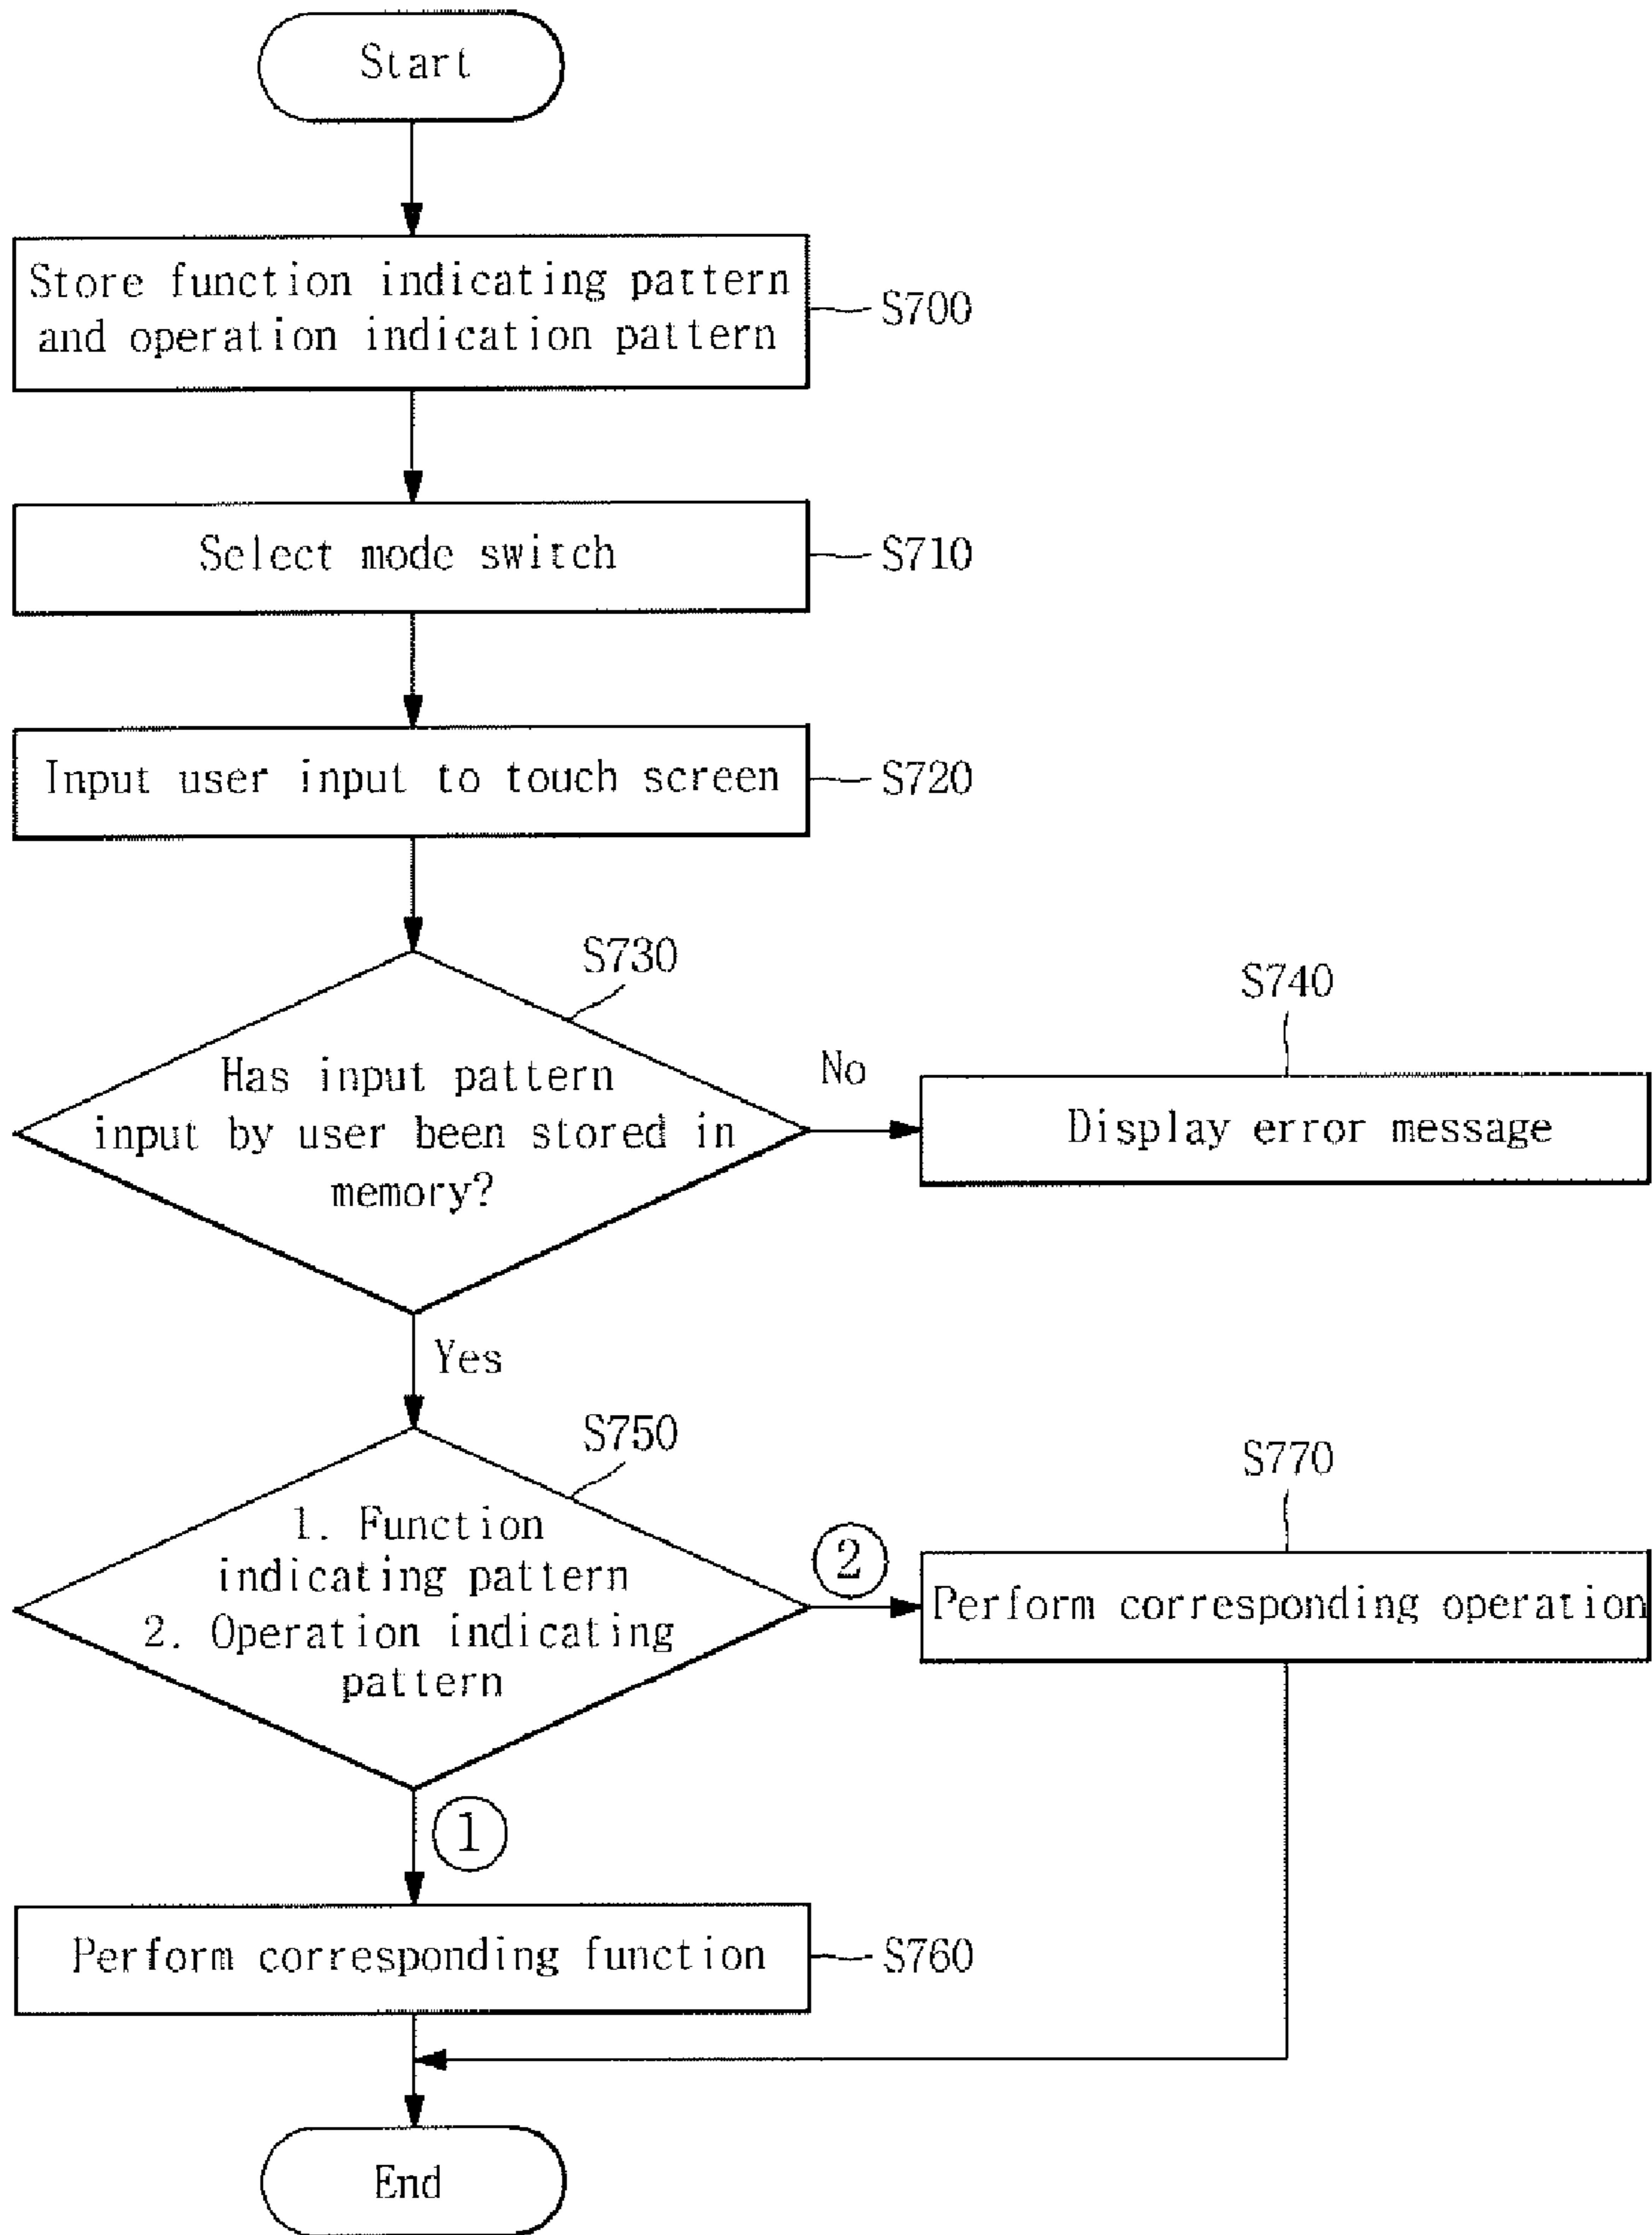 Start
Store function indicating pattern
and operation indication pattern
S700
Select mode switch
S710
Input user input to touch screen
S720
S730
Has input pattern
input by user been stored in
memory?
No
S740
Display error message
Yes
S750
1. Function
indicating pattern
2. Operation indicating
pattern
2
S770
Perform corresponding operation
1
Perform corresponding function
S760
End